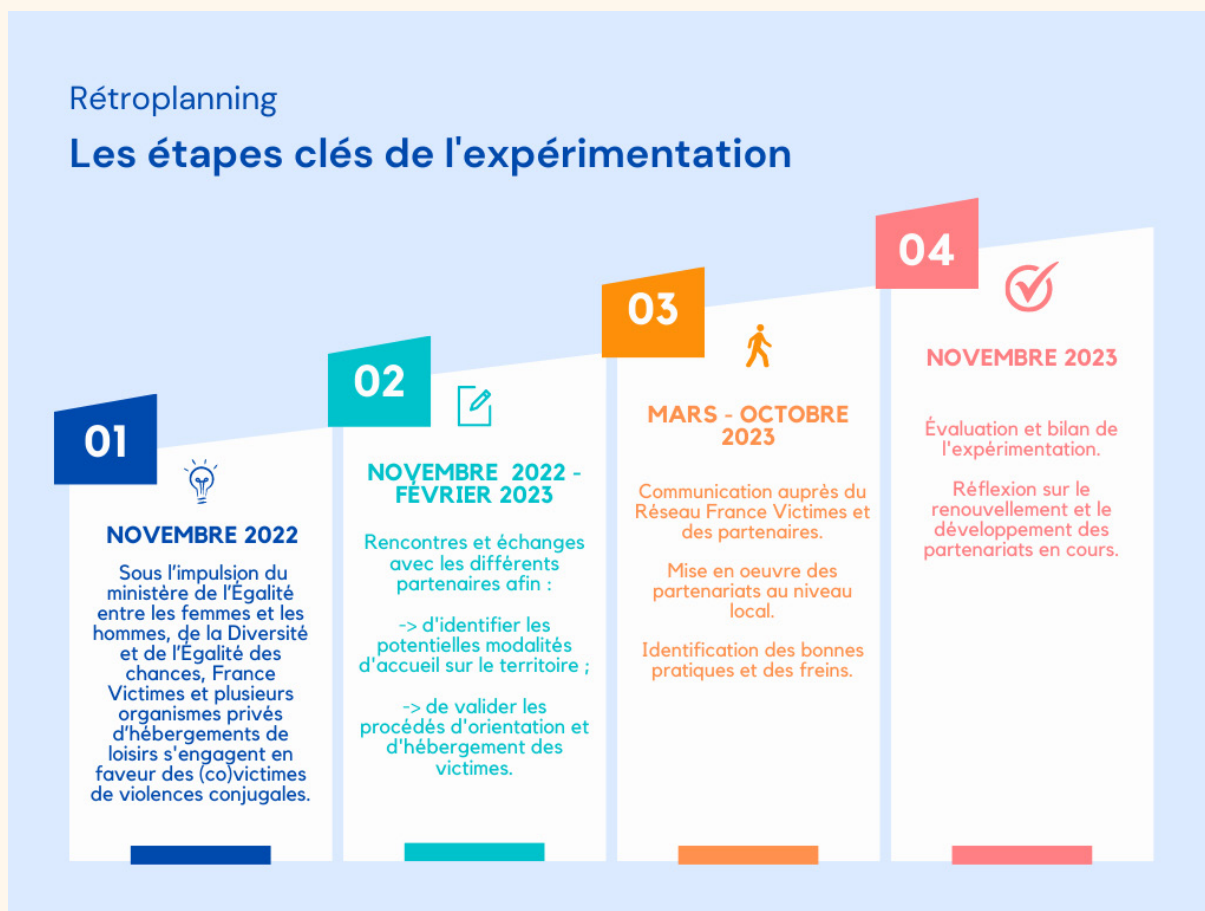 Rétroplanning
Les étapes clés de l'expérimentation
01
NOVEMBRE 2022
Sous l’impulsion du
ministère de l’Égalité
entre les femmes et les
hommes, de la Diversité
et de l’Égalité des
chances, France
Victimes et plusieurs
organismes privés
d’hébergements de
loisirs s'engagent en
faveur des (co)victimes
de violences conjugales.
02
NOVEMBRE 2022 -
FÉVRIER 2023
Rencontres et échanges
avec les différents
partenaires afin :
-> d'identifier les
potentielles modalités
d'accueil sur le territoire ;
-> de valider les
procédés d'orientation et
d'hébergement des
victimes.
03
MARS - OCTOBRE
2023
Communication auprès du
Réseau France Victimes et
des partenaires.
Mise en oeuvre des
partenariats au niveau
local.
Identification des bonnes
pratiques et des freins.
04
NOVEMBRE 2023
Évaluation et bilan de
l'expérimentation.
Réflexion sur le
renouvellement et le
développement des
partenariats en cours.